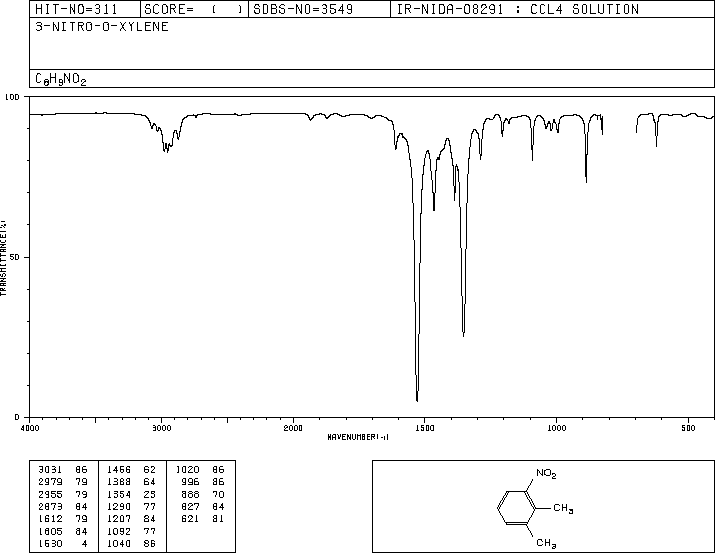 HIT-NO=311 SCORE= ( ) SDBS-NO=3549 IR-NIDA-08291 : CCL4 SOLUTION
3-NITRO-O-XYLENE
C8H9NO2
100
50
0
TRANSMITTANCE(%)
4000 3000 2000 1500 1000 500
WAVENUMBER(-1)
3031 86 1466 62 1020 86
2979 79 1388 64 996 86
2955 79 1354 25 888 70
2873 84 1290 77 827 84
1612 79 1207 84 621 81
1605 84 1092 77
1530 4 1040 86
NO2
CH3
CH3